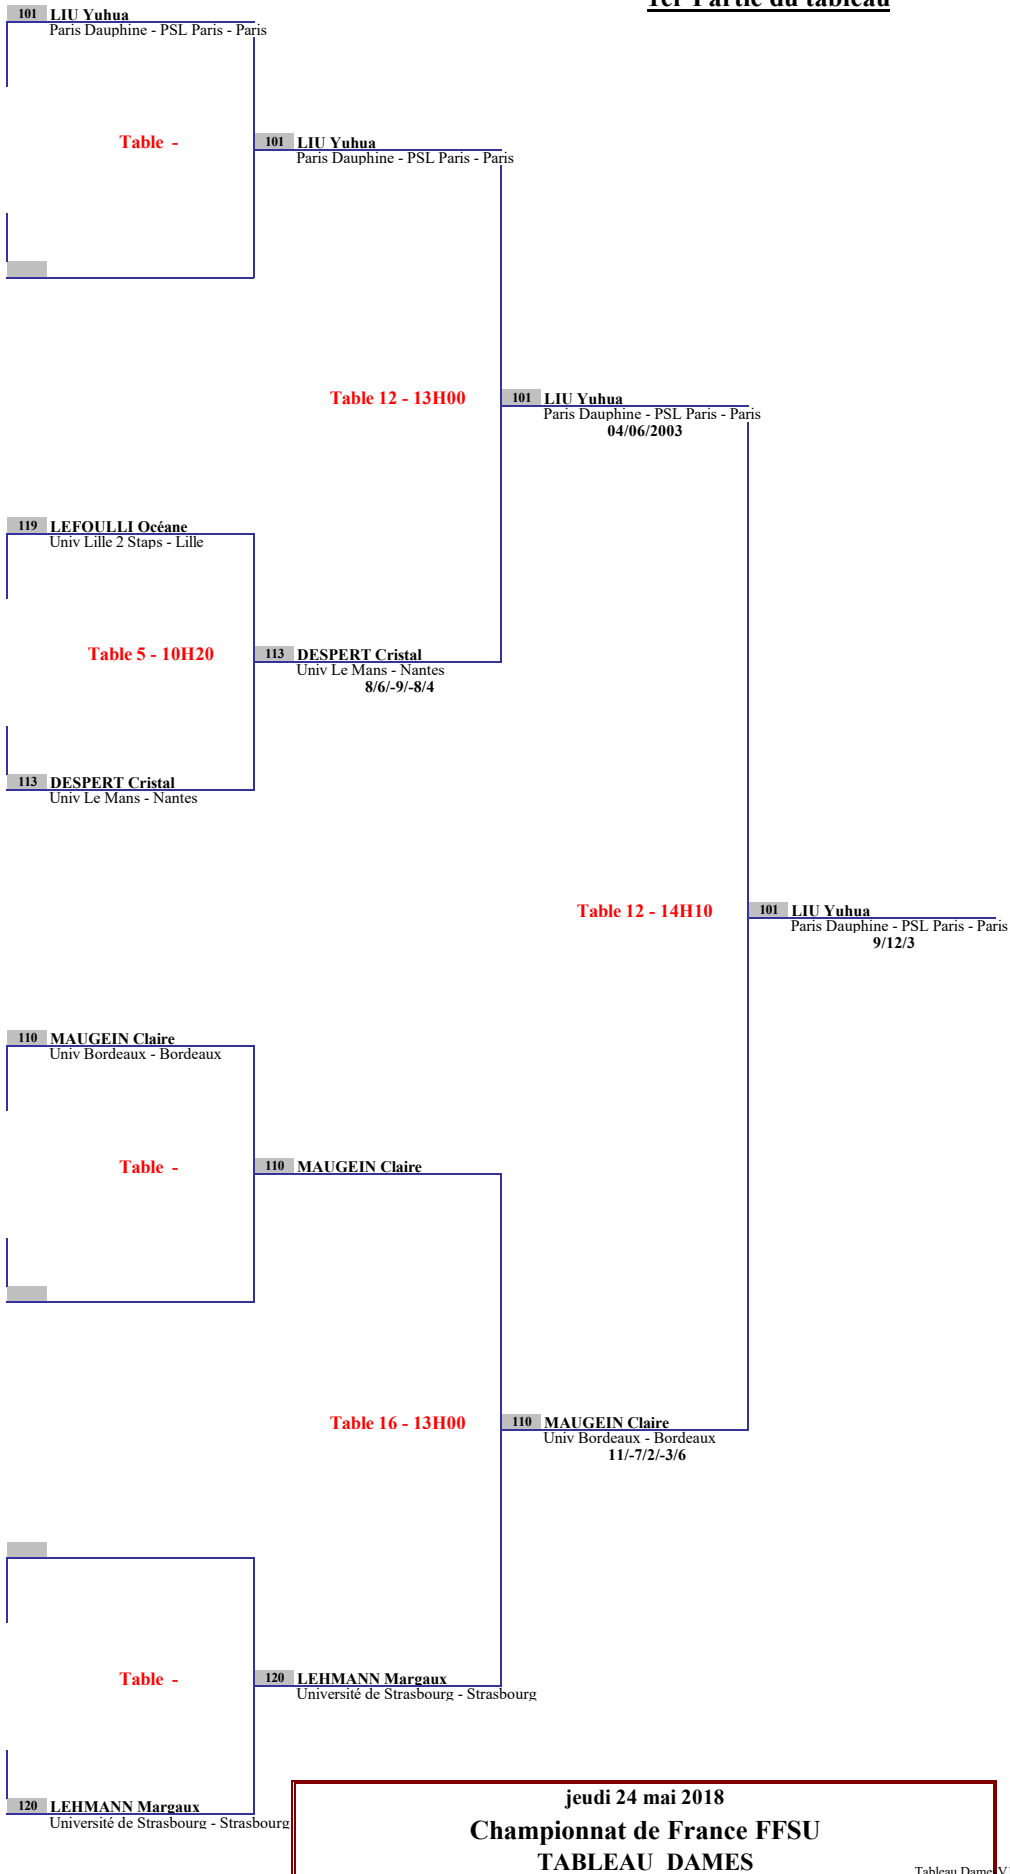 1er Partie du tableau
101 LIU Yuhua
Paris Dauphine - PSL Paris - Paris
Table -
101 LIU Yuhua
Paris Dauphine - PSL Paris - Paris
Table 12 - 13H00
101 LIU Yuhua
Paris Dauphine - PSL Paris - Paris
04/06/2003
119 LEFOULLI Océane
Univ Lille 2 Staps - Lille
Table 5 - 10H20
113 DESPERT Cristal
Univ Le Mans - Nantes
8/6/-9/-8/4
113 DESPERT Cristal
Univ Le Mans - Nantes
Table 12 - 14H10
101 LIU Yuhua
Paris Dauphine - PSL Paris - Paris
9/12/3
110 MAUGEIN Claire
Univ Bordeaux - Bordeaux
Table -
110 MAUGEIN Claire
Table 16 - 13H00
110 MAUGEIN Claire
Univ Bordeaux - Bordeaux
11/-7/2/-3/6
Table -
120 LEHMANN Margaux
Université de Strasbourg - Strasbourg
120 LEHMANN Margaux
Université de Strasbourg - Strasbourg
jeudi 24 mai 2018
Championnat de France FFSU
TABLEAU DAMES
Tableau Dames